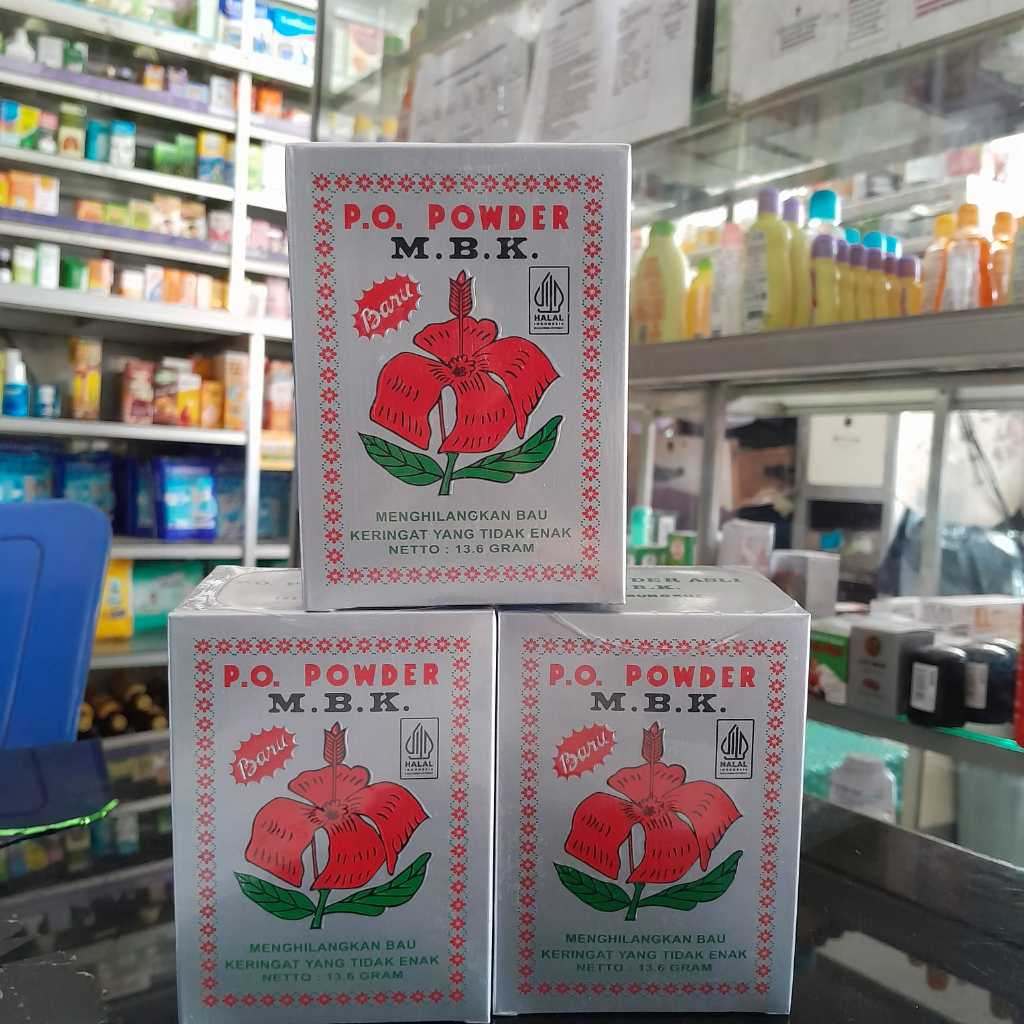 P.O. POWDER
M.B.K.
Baru
HALAL
INDONESIA
MENGHILANGKAN BAU
KERINGAT YANG TIDAK ENAK
NETTO : 13.6 GRAM
P.O. POWDER
M.B.K.
Baru
HALAL
INDONESIA
MENGHILANGKAN BAU
KERINGAT YANG TIDAK ENAK
NETTO : 13.6 GRAM
P.O. POWDER
M.B.K.
Baru
HALAL
INDONESIA
MENGHILANGKAN BAU
KERINGAT YANG TIDAK ENAK
NETTO : 13.6 GRAM